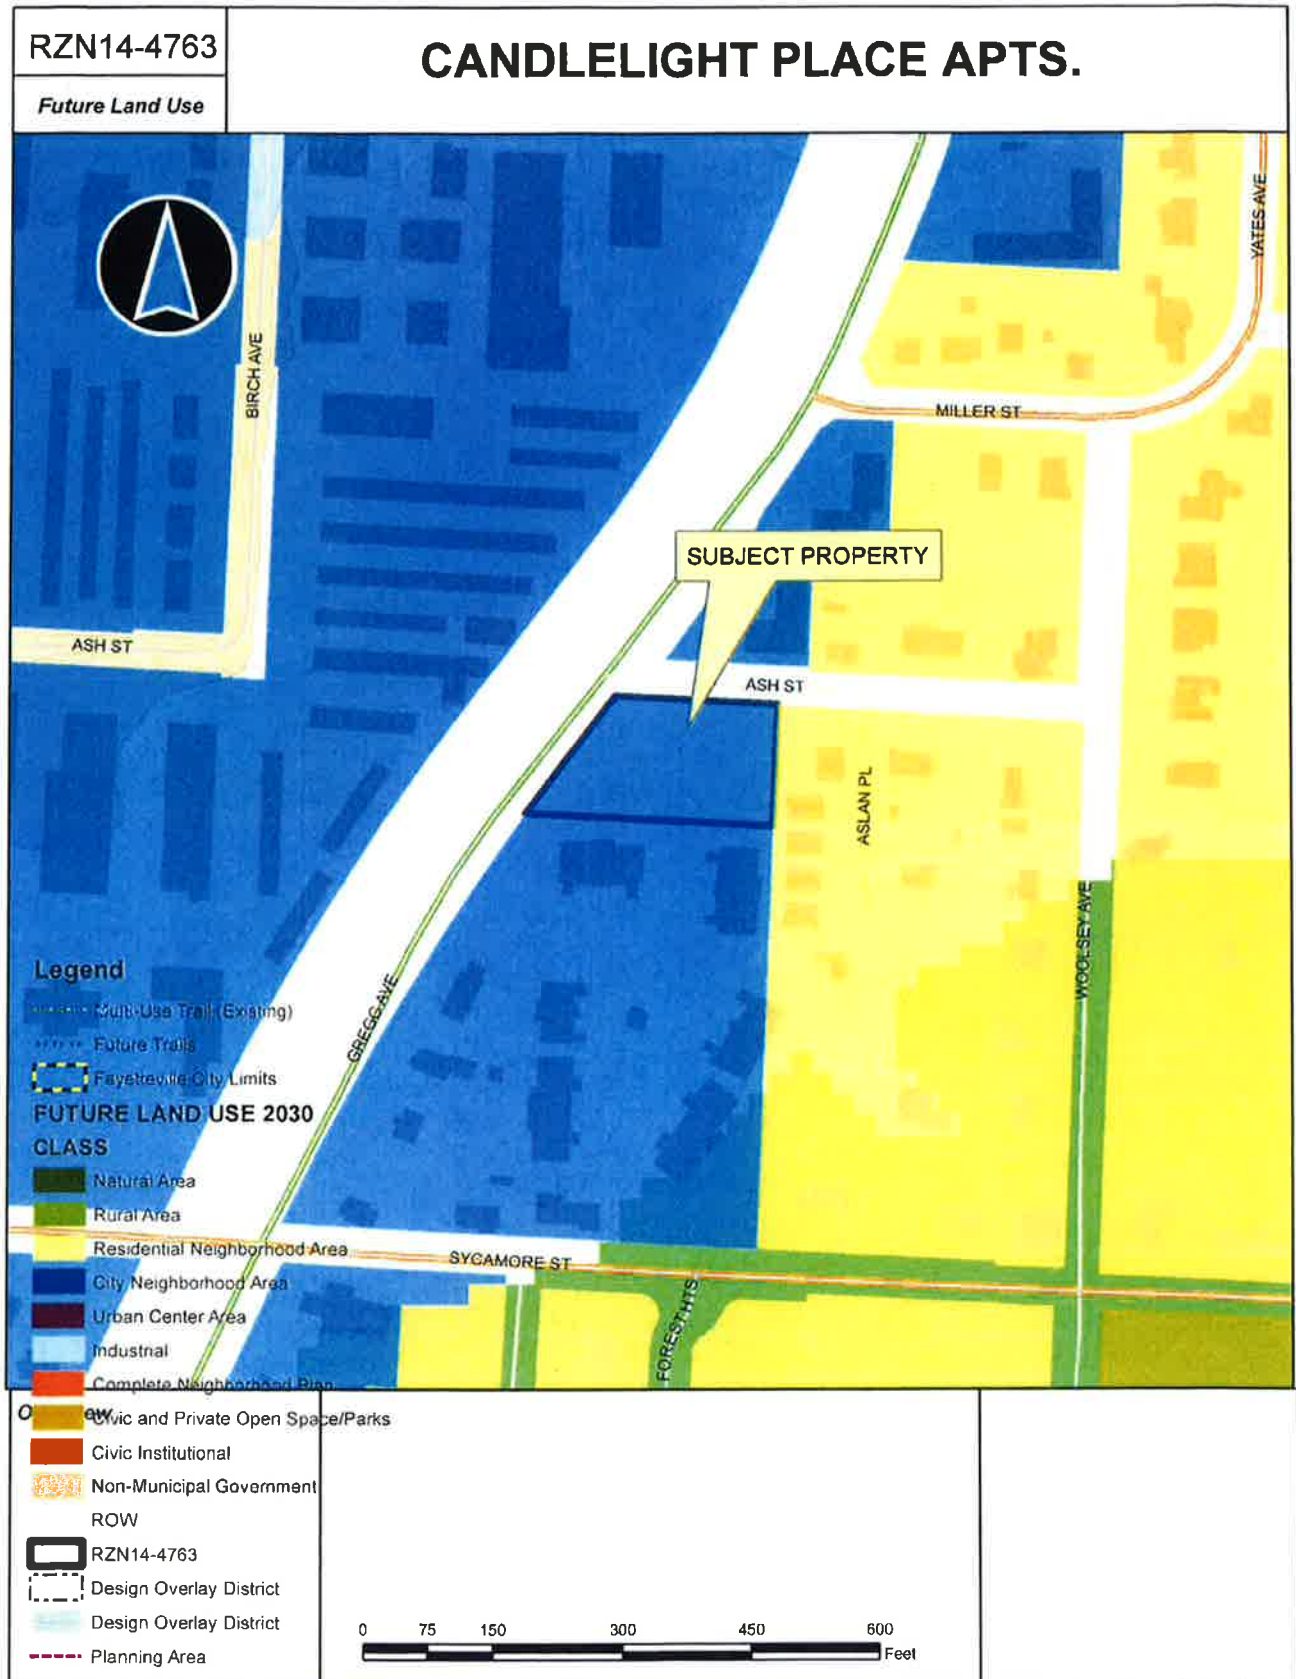 RZN14-4763
CANDLELIGHT PLACE APTS.
Future Land Use
YATES AVE
BIRCH AVE
MILLER ST
SUBJECT PROPERTY
ASH ST
ASH ST
ASLAN PL
WOOLSEY AVE
GREGG AVE
SYCAMORE ST
FOREST HTS
Legend
Multi-Use Trail (Existing)
Future Trails
Fayetteville City Limits
FUTURE LAND USE 2030
CLASS
Natural Area
Rural Area
Residential Neighborhood Area
City Neighborhood Area
Urban Center Area
Industrial
Complete Neighborhood Plan
Civic and Private Open Space/Parks
Civic Institutional
Non-Municipal Government
ROW
RZN14-4763
Design Overlay District
Design Overlay District
Planning Area
0 75 150 300 450 600
Feet